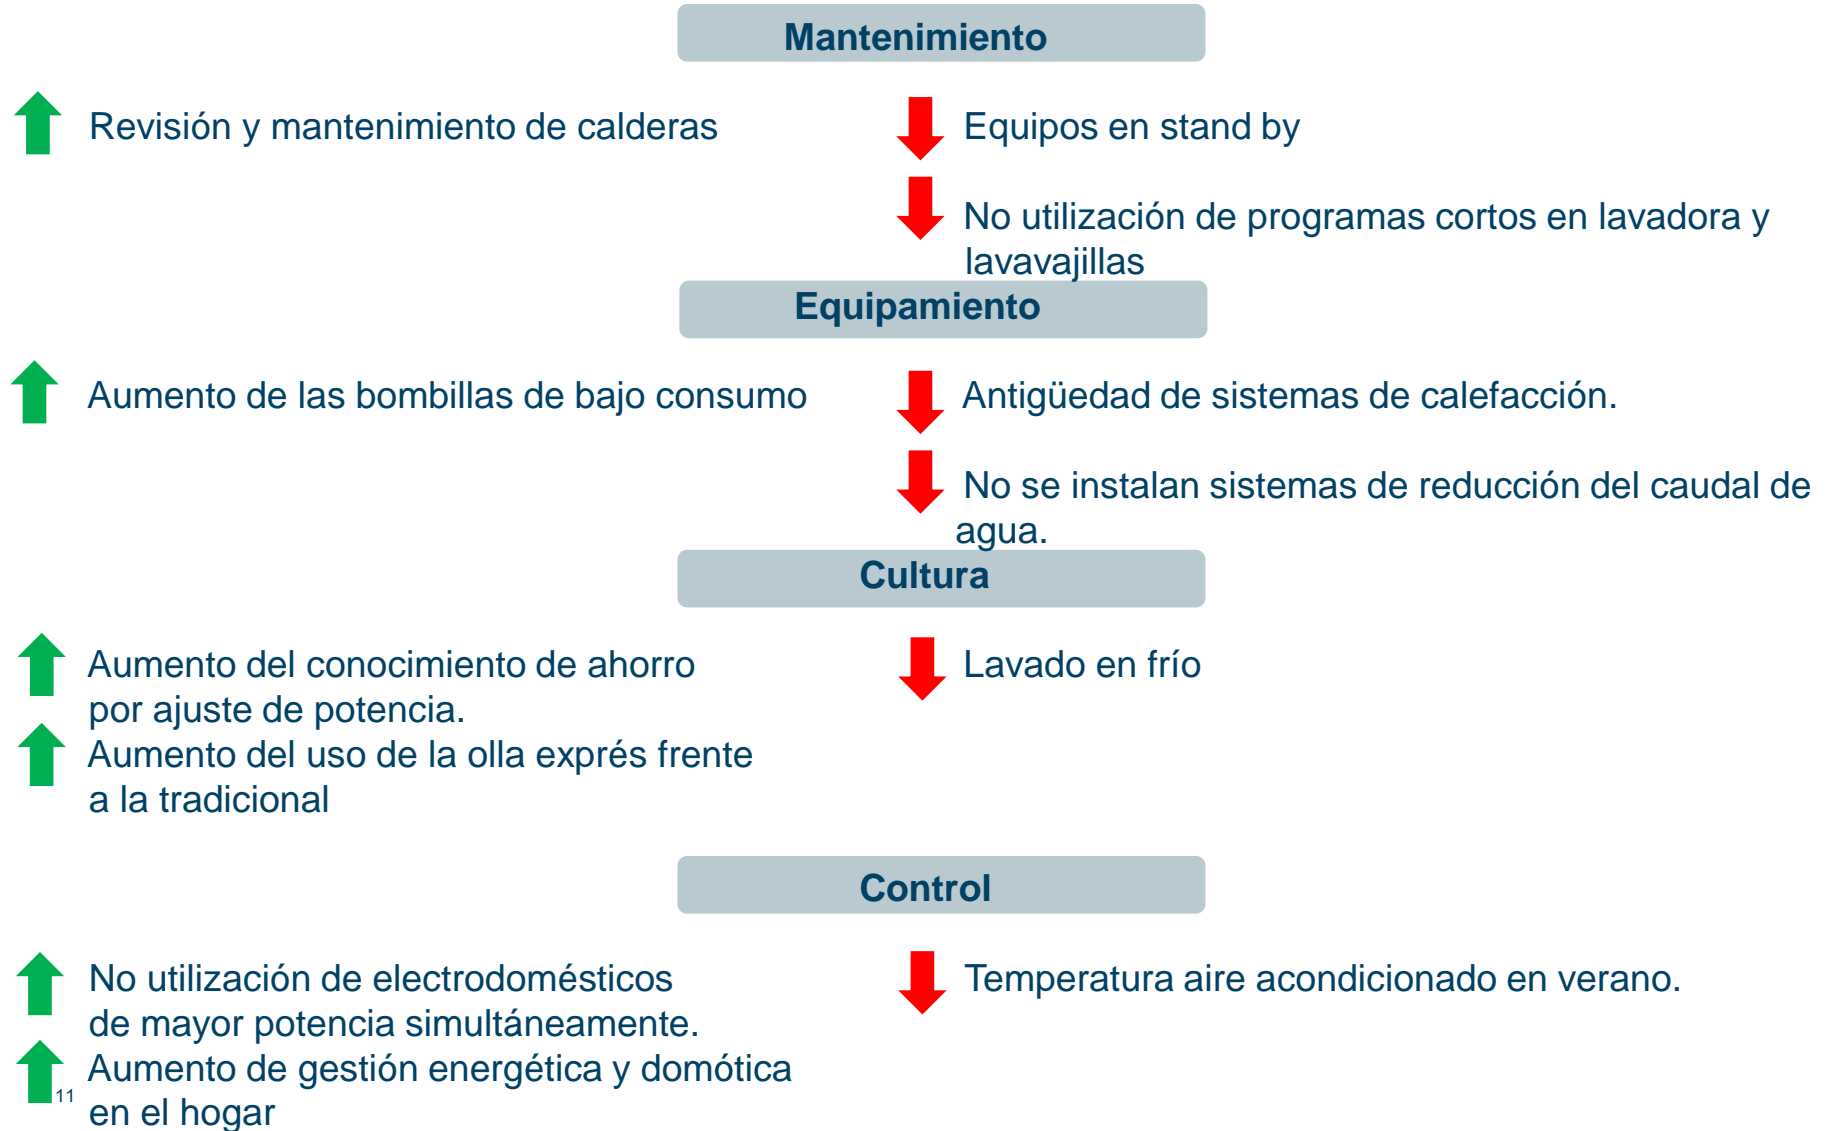 Mantenimiento
Revisión y mantenimiento de calderas
Equipos en stand by
No utilización de programas cortos en lavadora y
lavavajillas
Equipamiento
Aumento de las bombillas de bajo consumo
Antigüedad de sistemas de calefacción.
No se instalan sistemas de reducción del caudal de
agua.
Cultura
Aumento del conocimiento de ahorro
por ajuste de potencia.
Aumento del uso de la olla exprés frente
a la tradicional
Lavado en frío
Control
No utilización de electrodomésticos
de mayor potencia simultáneamente.
Aumento de gestión energética y domótica
en el hogar
Temperatura aire acondicionado en verano.
11